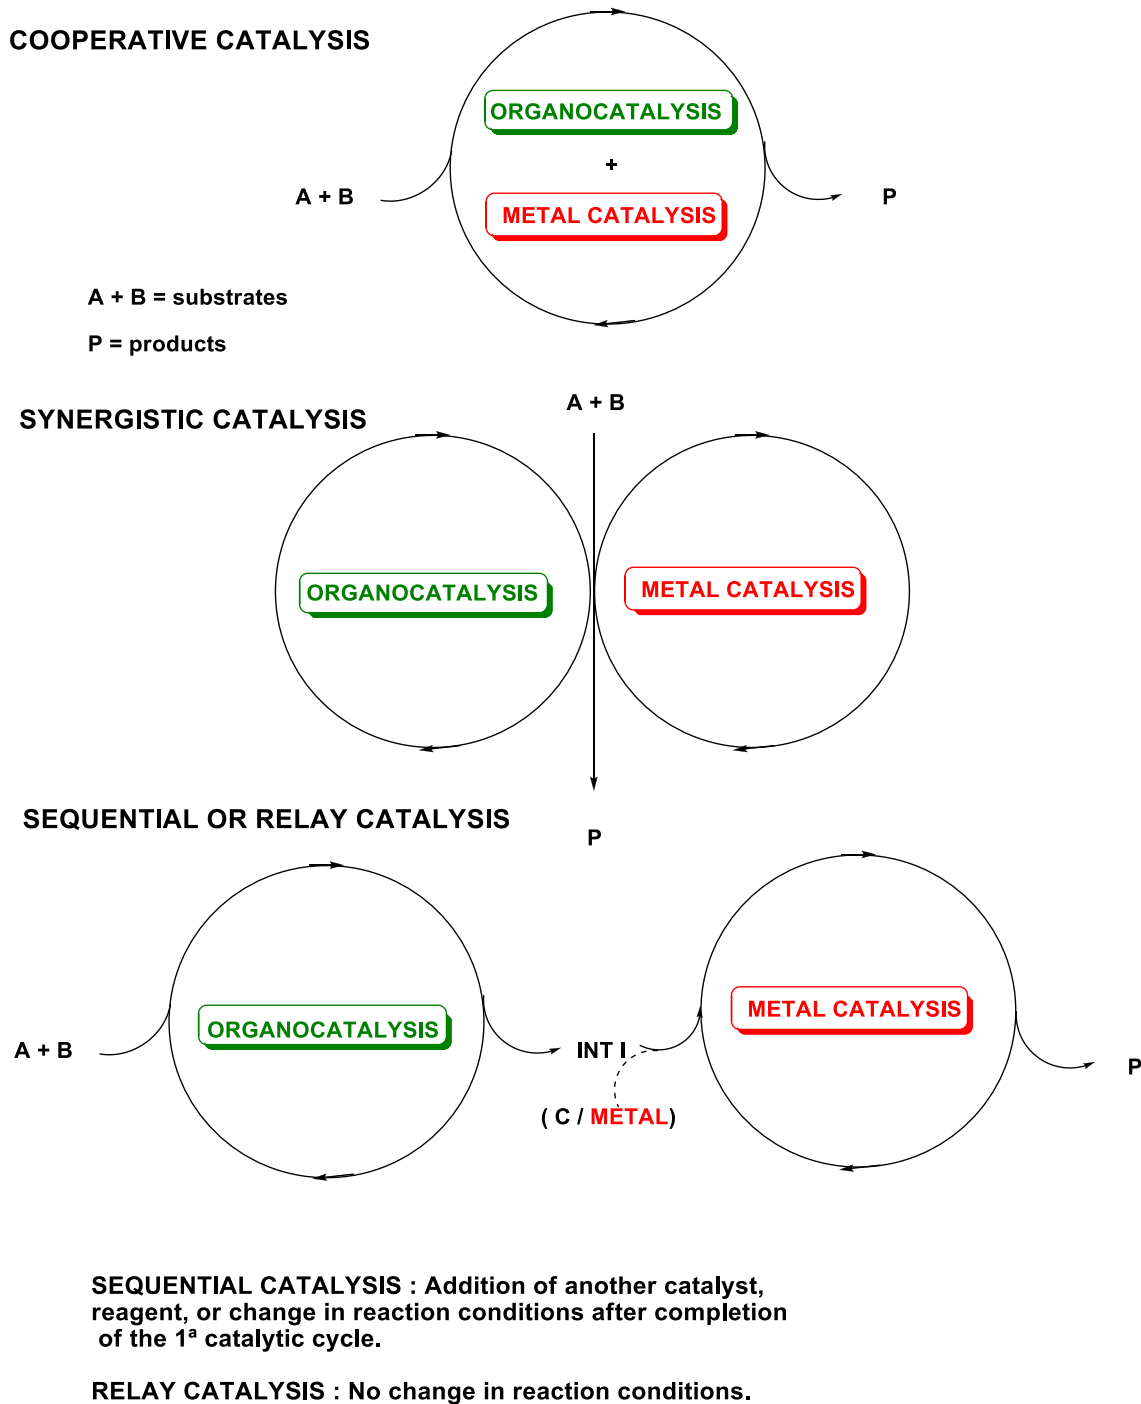 COOPERATIVE CATALYSIS
ORGANOCATALYSIS
+
METAL CATALYSIS
A + B
P
A + B = substrates
P = products
SYNERGISTIC CATALYSIS
A + B
ORGANOCATALYSIS
METAL CATALYSIS
P
SEQUENTIAL OR RELAY CATALYSIS
ORGANOCATALYSIS
METAL CATALYSIS
A + B
INT I
P
( C / METAL)
SEQUENTIAL CATALYSIS : Addition of another catalyst,
reagent, or change in reaction conditions after completion
of the 1ª catalytic cycle.
RELAY CATALYSIS : No change in reaction conditions.